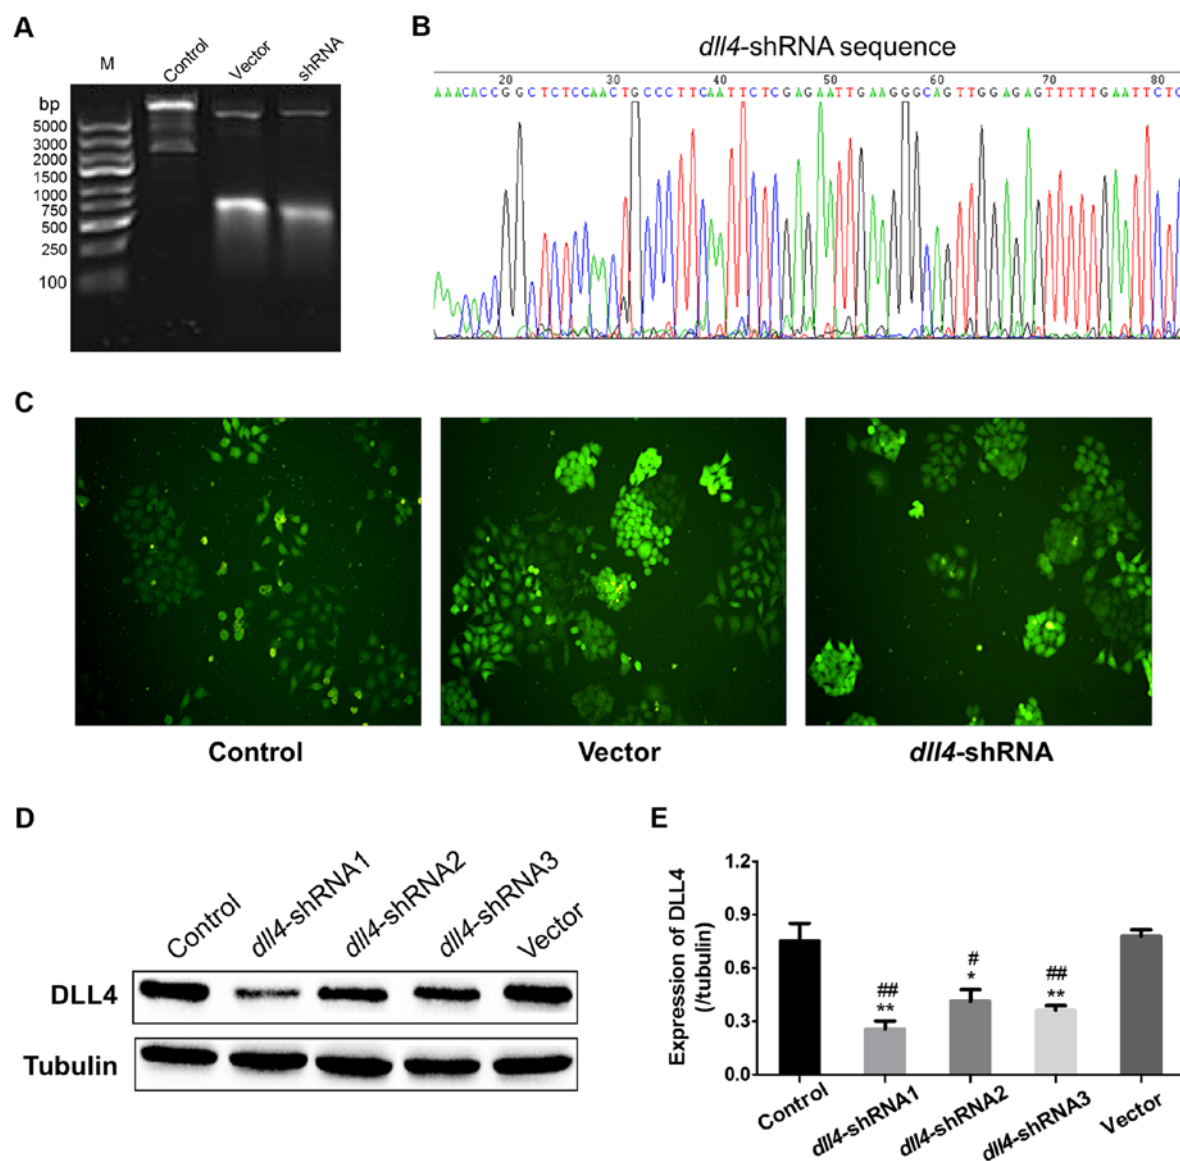 A
M
Control
Vector
shRNA
bp
5000
3000
2000
1500
1000
750
500
250
100
B
dll4-shRNA sequence
20 30 40 50 60 70 80
AAACACCGGCTCTCCAACTGCCCTTCAATTCTCGAGAATTGAAGGGCAGTTGGAGAGTTTTTGAATTCTC
C
Control
Vector
dll4-shRNA
D
Control
dll4-shRNA1
dll4-shRNA2
dll4-shRNA3
Vector
DLL4
Tubulin
E
Expression of DLL4
(/tubulin)
1.2
0.9
0.6
0.3
0.0
##
**
#
*
##
**
Control
dll4-shRNA1
dll4-shRNA2
dll4-shRNA3
Vector